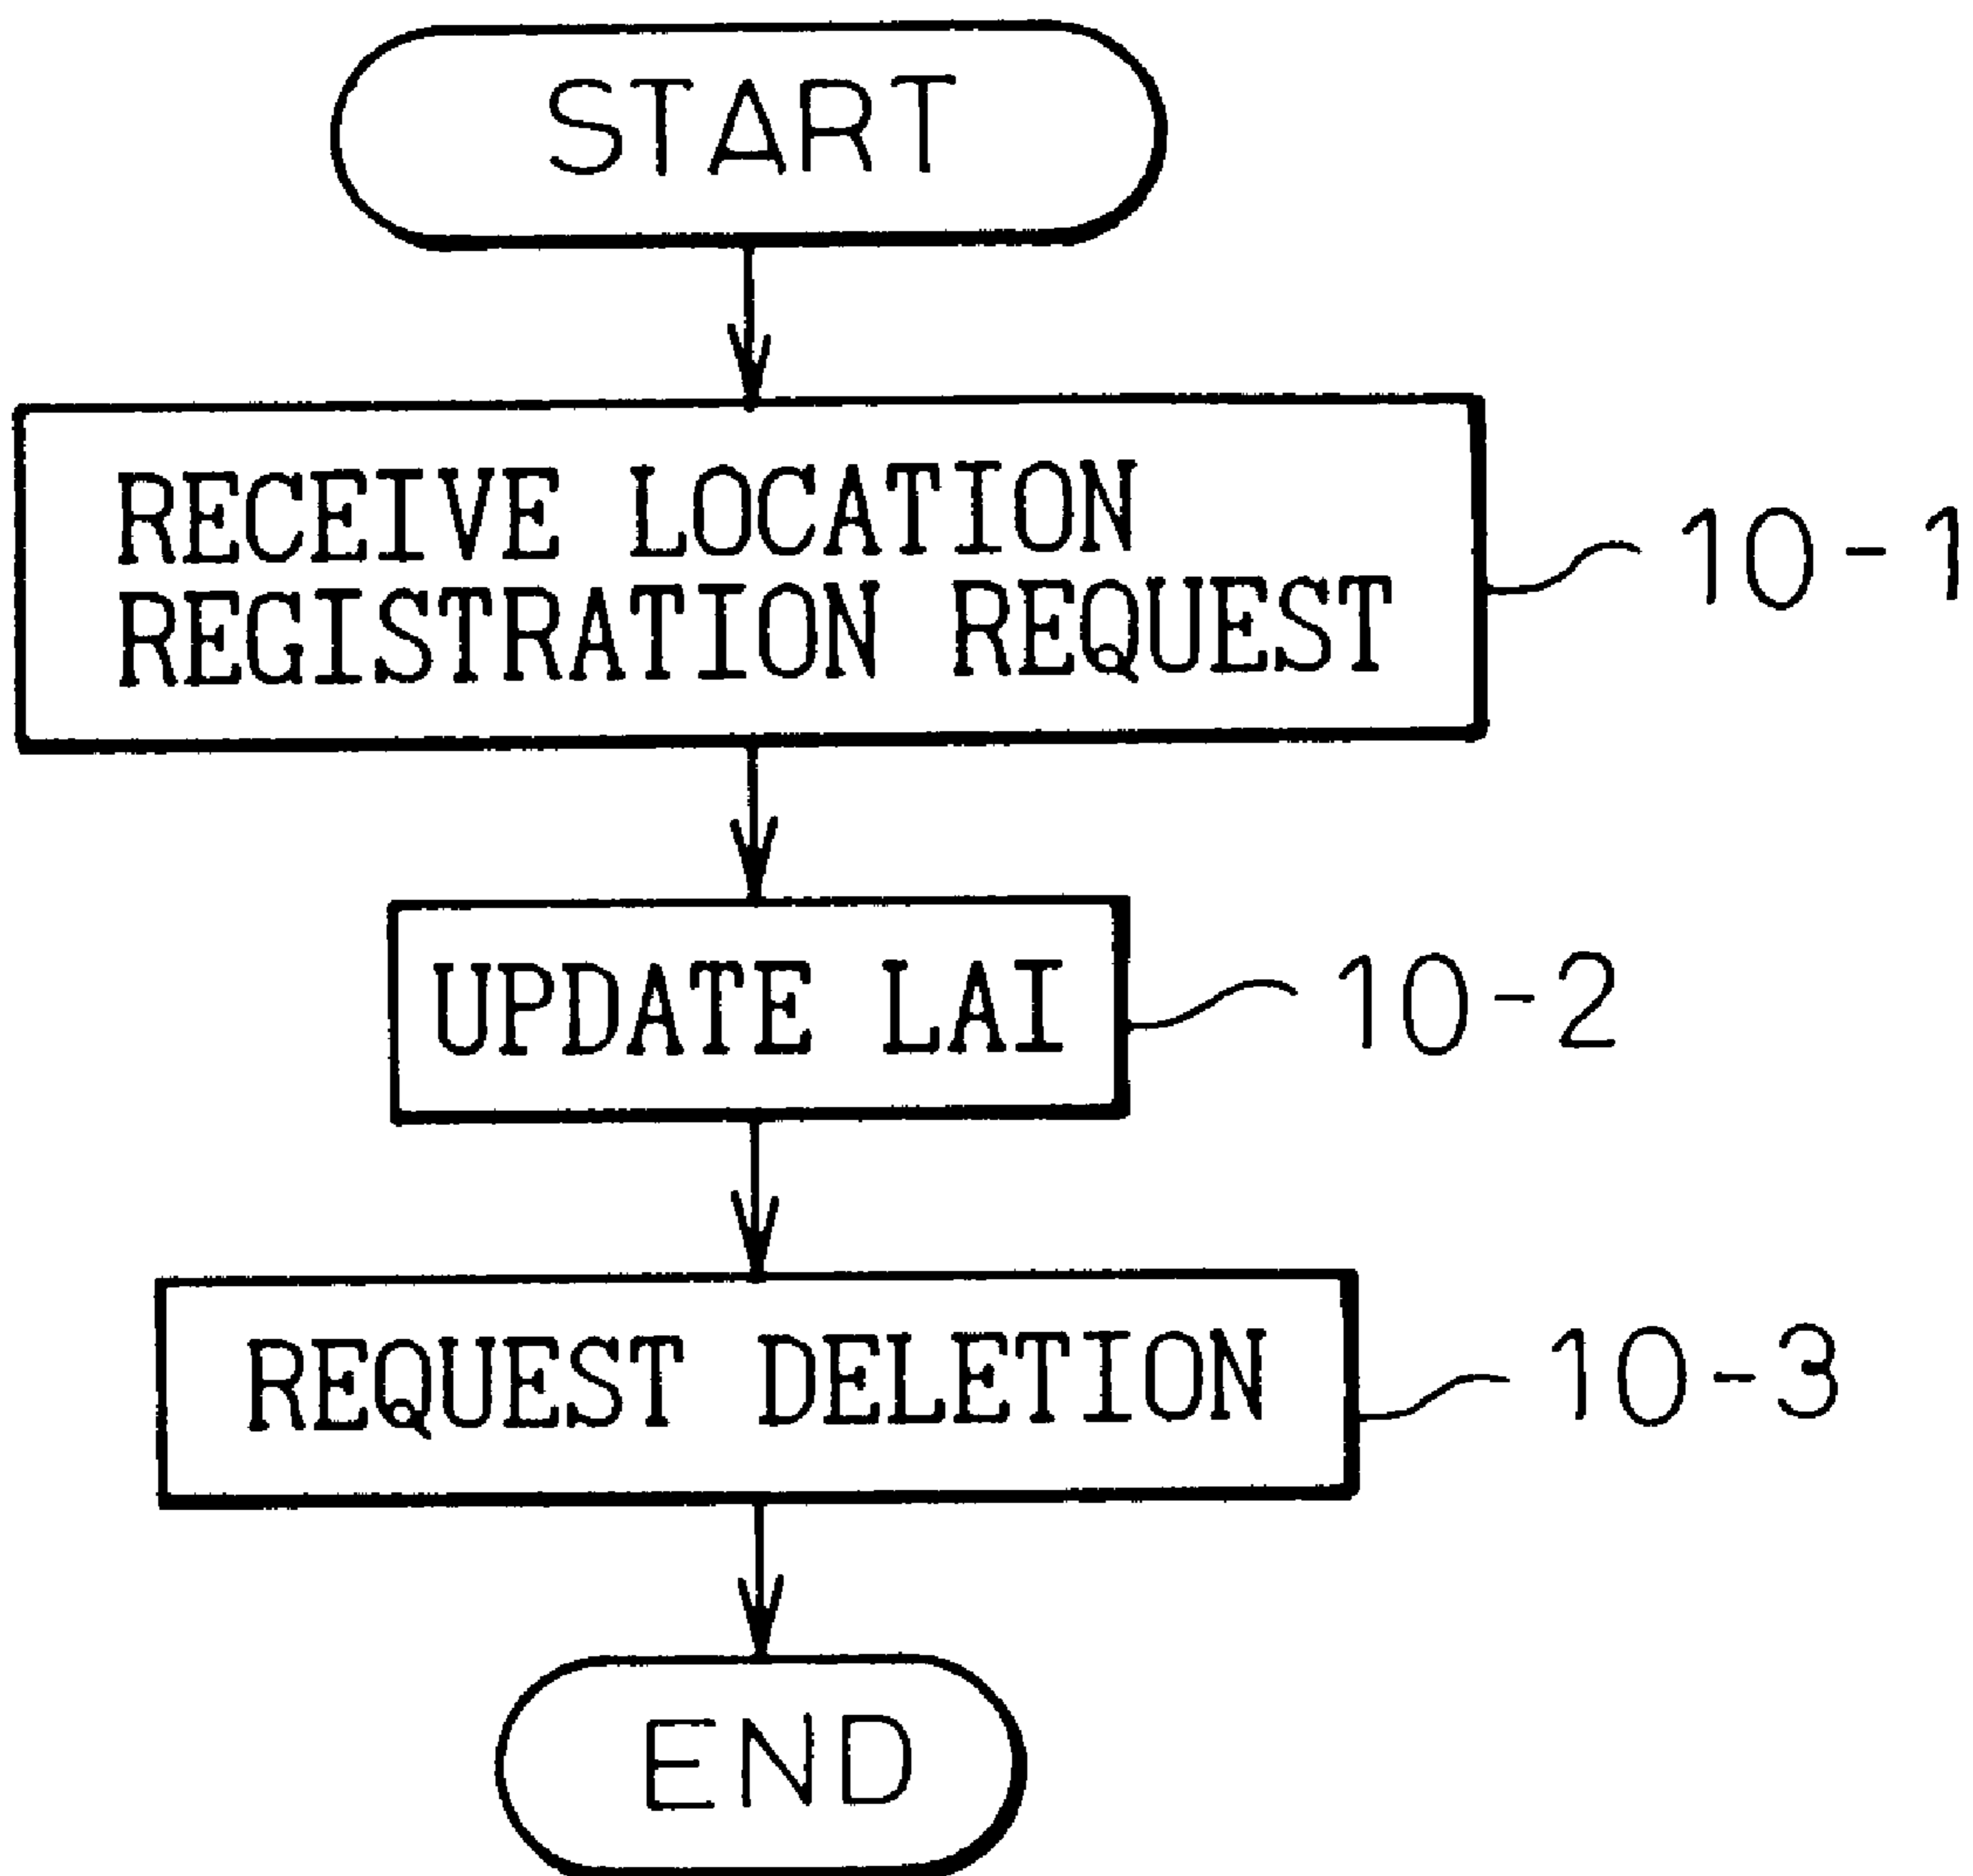 START
RECEIVE LOCATION
REGISTRATION REQUEST
10-1
UPDATE LAI
10-2
REQUEST DELETION
10-3
END